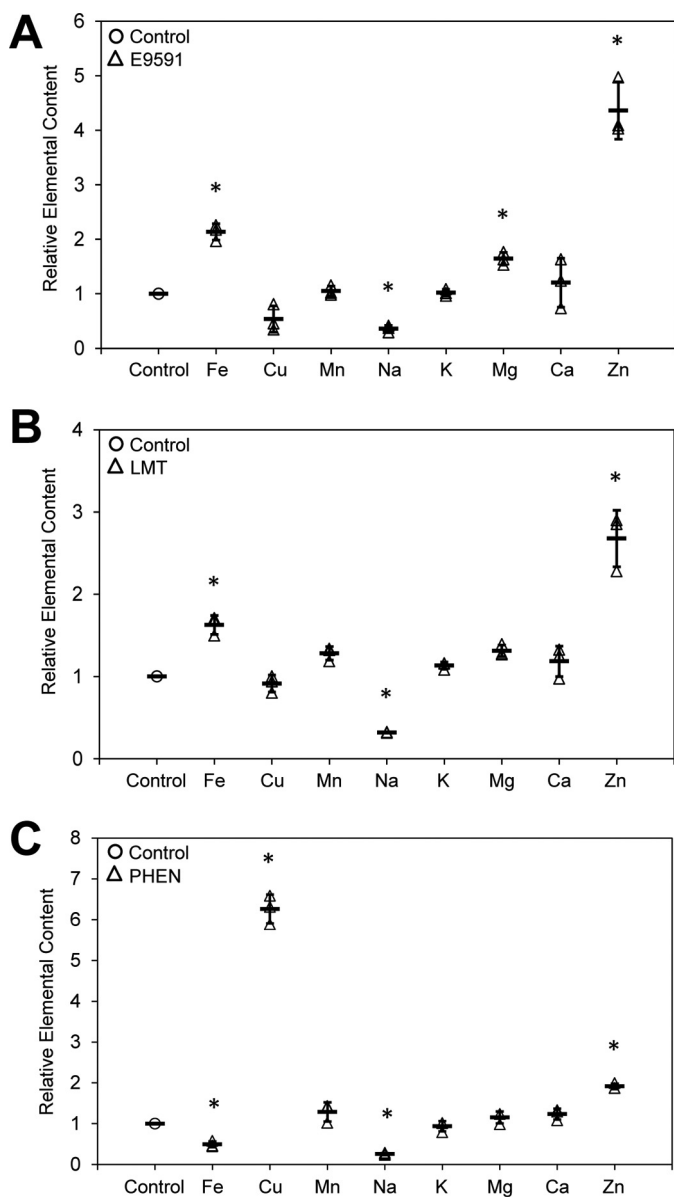 A
Relative Elemental Content
6
5
4
3
2
1
0
Control
E9591
*
*
*
*
Control Fe Cu Mn Na K Mg Ca Zn
B
Relative Elemental Content
4
3
2
1
0
Control
LMT
*
*
*
Control Fe Cu Mn Na K Mg Ca Zn
C
Relative Elemental Content
8
7
6
5
4
3
2
1
0
Control
PHEN
*
*
*
*
Control Fe Cu Mn Na K Mg Ca Zn